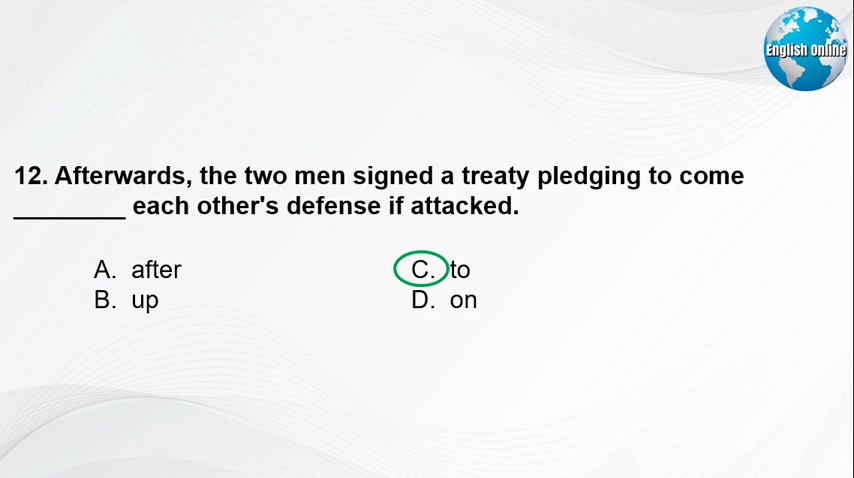 English Online
12. Afterwards, the two men signed a treaty pledging to come
________ each other's defense if attacked.
A. after
B. up
C. to
D. on